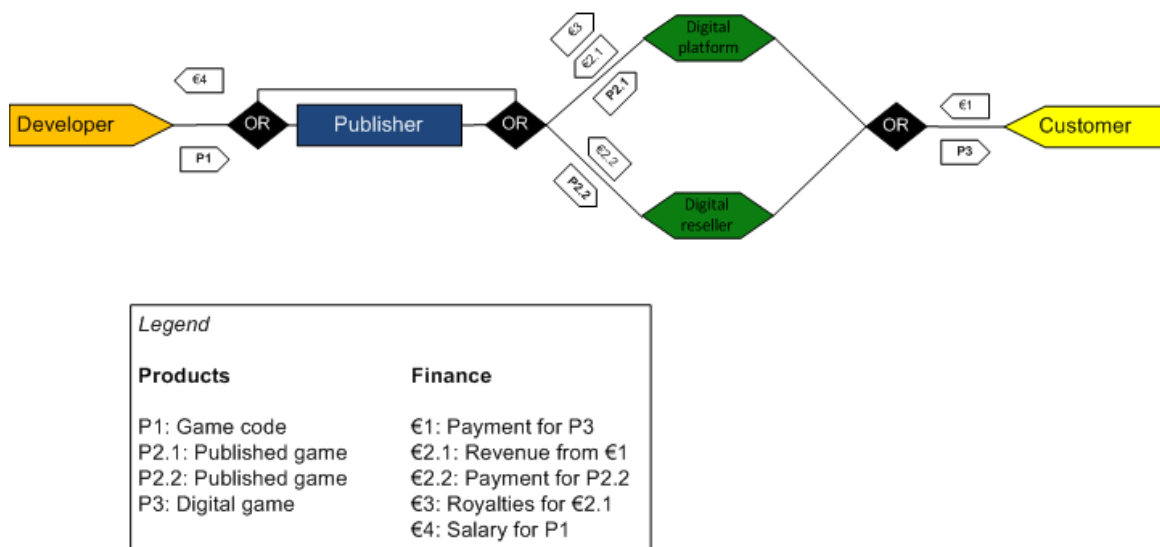 €3
Digital
platform
€2.1
€4
P2.1
€1
Developer
OR
Publisher
OR
OR
Customer
P1
€2.2
P3
P2.2
Digital
reseller
Legend
Products Finance
P1: Game code €1: Payment for P3
P2.1: Published game €2.1: Revenue from €1
P2.2: Published game €2.2: Payment for P2.2
P3: Digital game €3: Royalties for €2.1
€4: Salary for P1